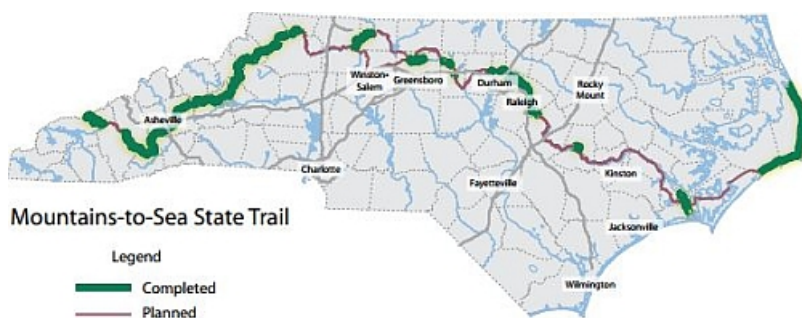 Winston-
Salem
Greensboro
Durham
Rocky
Mount
Raleigh
Asheville
Charlotte
Fayetteville
Kinston
Jacksonville
Wilmington
Mountains-to-Sea State Trail
Legend
Completed
Planned